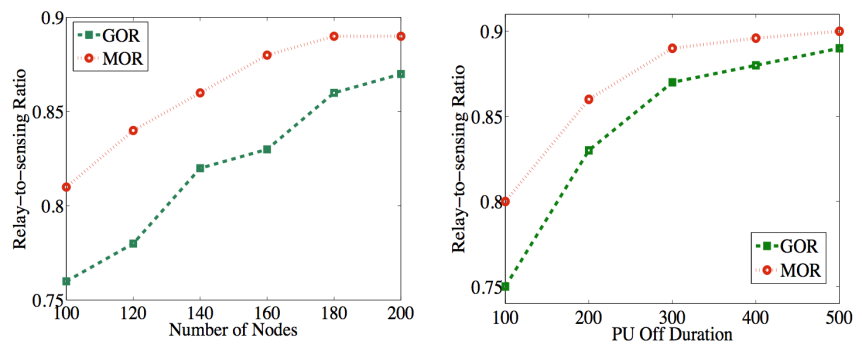 0.9
GOR
MOR
0.85
0.8
0.75
Relay-to-sensing Ratio
100 120 140 160 180 200
Number of Nodes
0.9
0.85
0.8
0.75
Relay-to-sensing Ratio
GOR
MOR
100 200 300 400 500
PU Off Duration